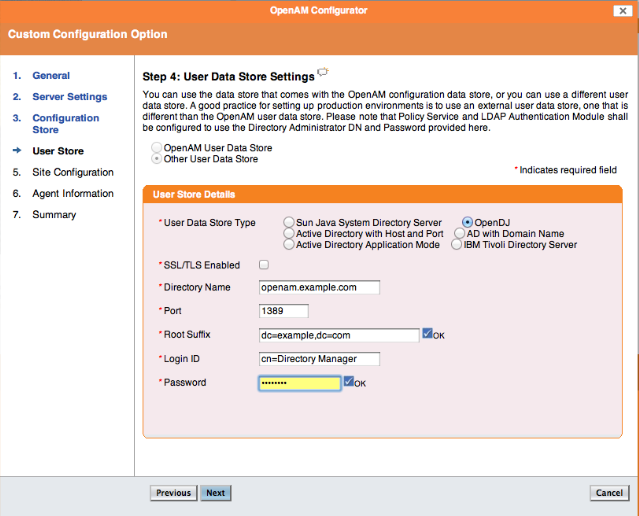 OpenAM Configurator
Custom Configuration Option
1. General
2. Server Settings
3. Configuration
Store
User Store
5. Site Configuration
6. Agent Information
7. Summary
Step 4: User Data Store Settings
You can use the data store that comes with the OpenAM configuration data store, or you can use a different user
data store. A good practice for setting up production environments is to use an external user data store, one that is
different than the OpenAM user data store. Please note that Policy Service and LDAP Authentication Module shall
be configured to use the Directory Administrator DN and Password provided here.
OpenAM User Data Store
Other User Data Store
* Indicates required field
User Store Details
* User Data Store Type
Sun Java System Directory Server OpenDJ
Active Directory with Host and Port AD with Domain Name
Active Directory Application Mode IBM Tivoli Directory Server
* SSL/TLS Enabled
* Directory Name openam.example.com
* Port 1389
* Root Suffix dc=example,dc=com OK
* Login ID cn=Directory Manager
* Password •••••••• OK
Previous Next Cancel